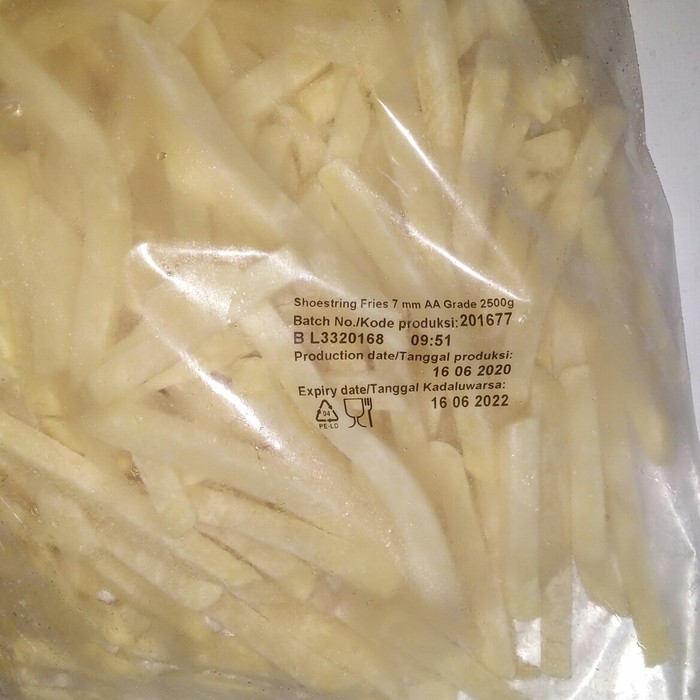 Shoestring Fries 7 mm AA Grade 2500g
Batch No./Kode produksi:201677
B L3320168 09:51
Production date/Tanggal produksi:
16 06 2020
Expiry date/Tanggal Kadaluwarsa:
16 06 2022
04
PE-LD